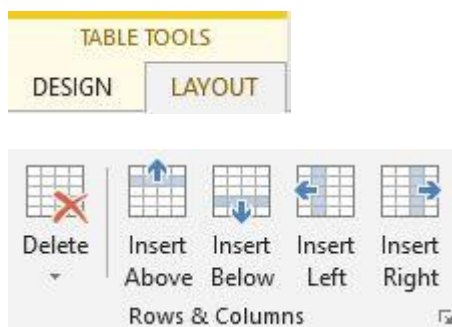 TABLE TOOLS
DESIGN LAYOUT
Delete Insert Insert Insert Insert
Above Below Left Right
Rows & Columns